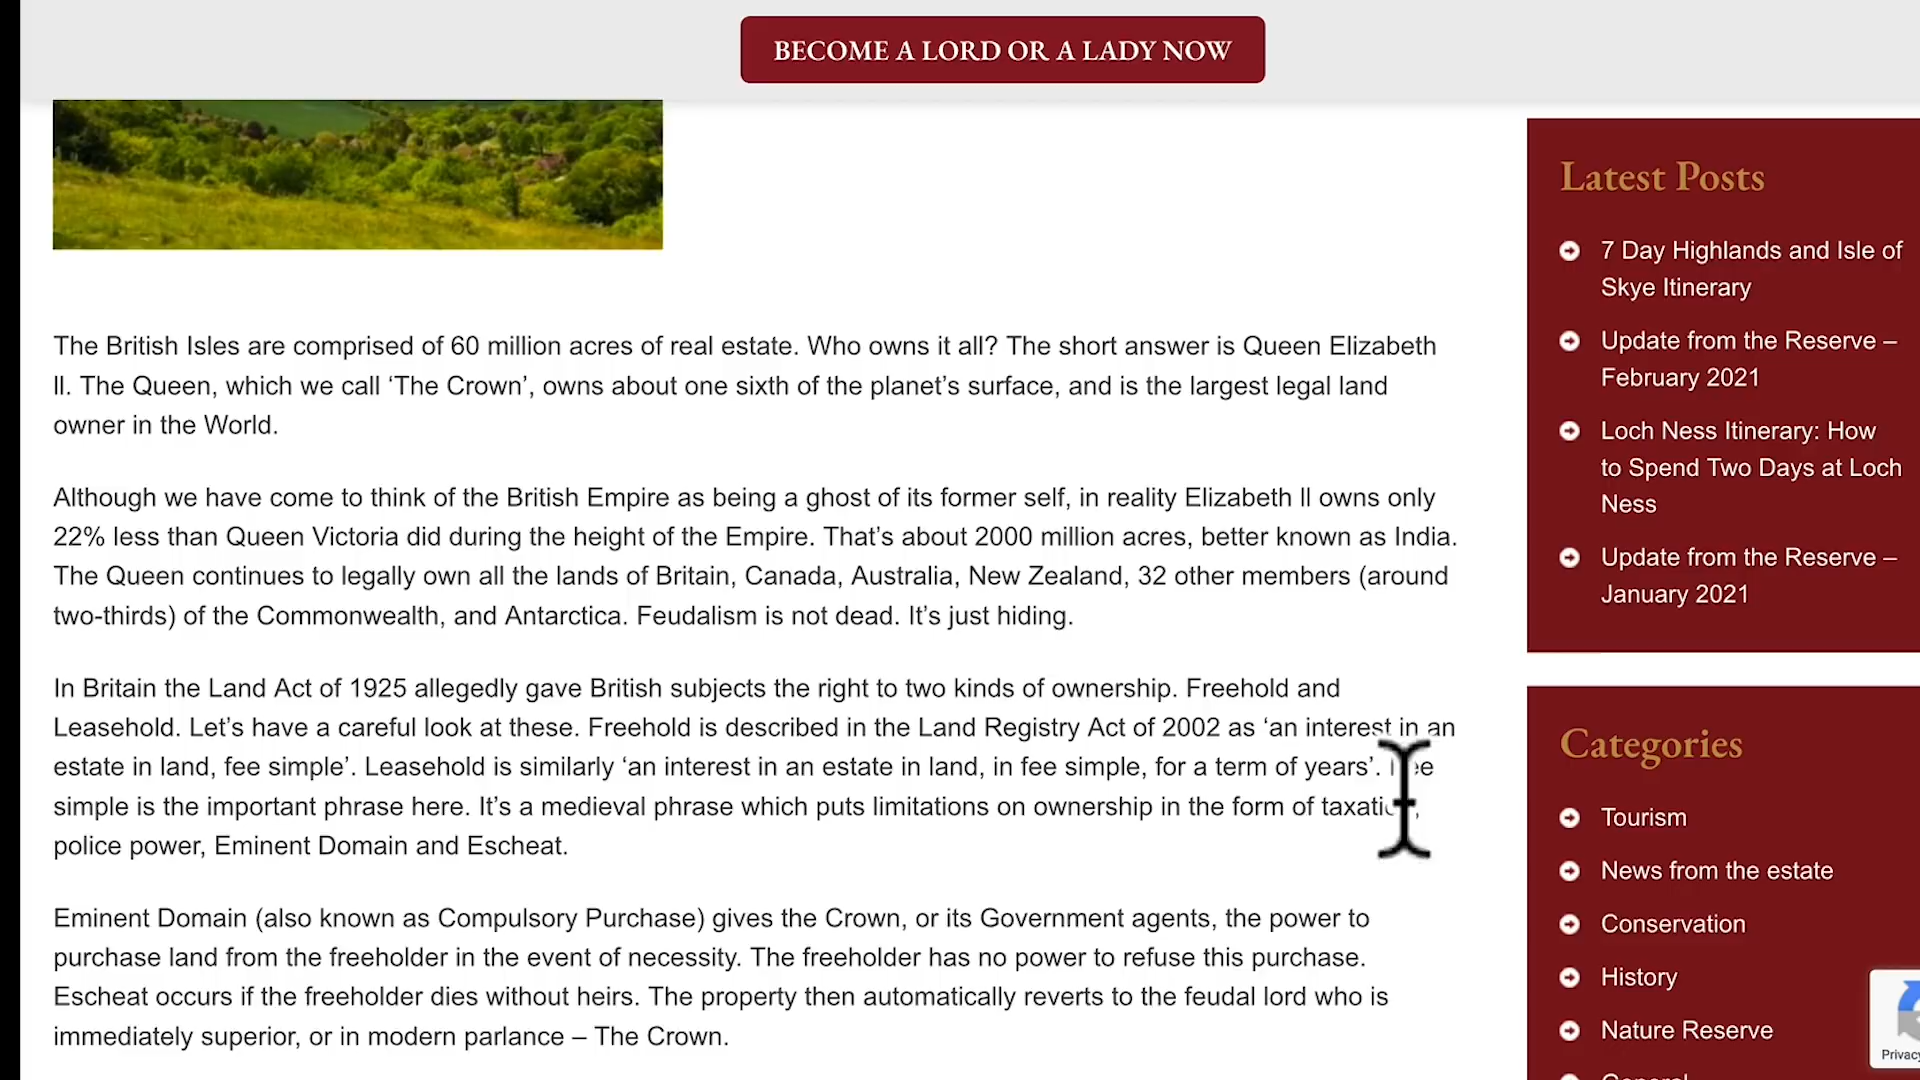 BECOME A LORD OR A LADY NOW
The British Isles are comprised of 60 million acres of real estate. Who owns it all? The short answer is Queen Elizabeth
ll. The Queen, which we call ‘The Crown’, owns about one sixth of the planet’s surface, and is the largest legal land
owner in the World.
Although we have come to think of the British Empire as being a ghost of its former self, in reality Elizabeth ll owns only
22% less than Queen Victoria did during the height of the Empire. That’s about 2000 million acres, better known as India.
The Queen continues to legally own all the lands of Britain, Canada, Australia, New Zealand, 32 other members (around
two-thirds) of the Commonwealth, and Antarctica. Feudalism is not dead. It’s just hiding.
In Britain the Land Act of 1925 allegedly gave British subjects the right to two kinds of ownership. Freehold and
Leasehold. Let’s have a careful look at these. Freehold is described in the Land Registry Act of 2002 as ‘an interest in an
estate in land, fee simple’. Leasehold is similarly ‘an interest in an estate in land, in fee simple, for a term of years’. Fee
simple is the important phrase here. It’s a medieval phrase which puts limitations on ownership in the form of taxation,
police power, Eminent Domain and Escheat.
Eminent Domain (also known as Compulsory Purchase) gives the Crown, or its Government agents, the power to
purchase land from the freeholder in the event of necessity. The freeholder has no power to refuse this purchase.
Escheat occurs if the freeholder dies without heirs. The property then automatically reverts to the feudal lord who is
immediately superior, or in modern parlance – The Crown.
Latest Posts
7 Day Highlands and Isle of
Skye Itinerary
Update from the Reserve –
February 2021
Loch Ness Itinerary: How
to Spend Two Days at Loch
Ness
Update from the Reserve –
January 2021
Categories
Tourism
News from the estate
Conservation
History
Nature Reserve
General
Privacy